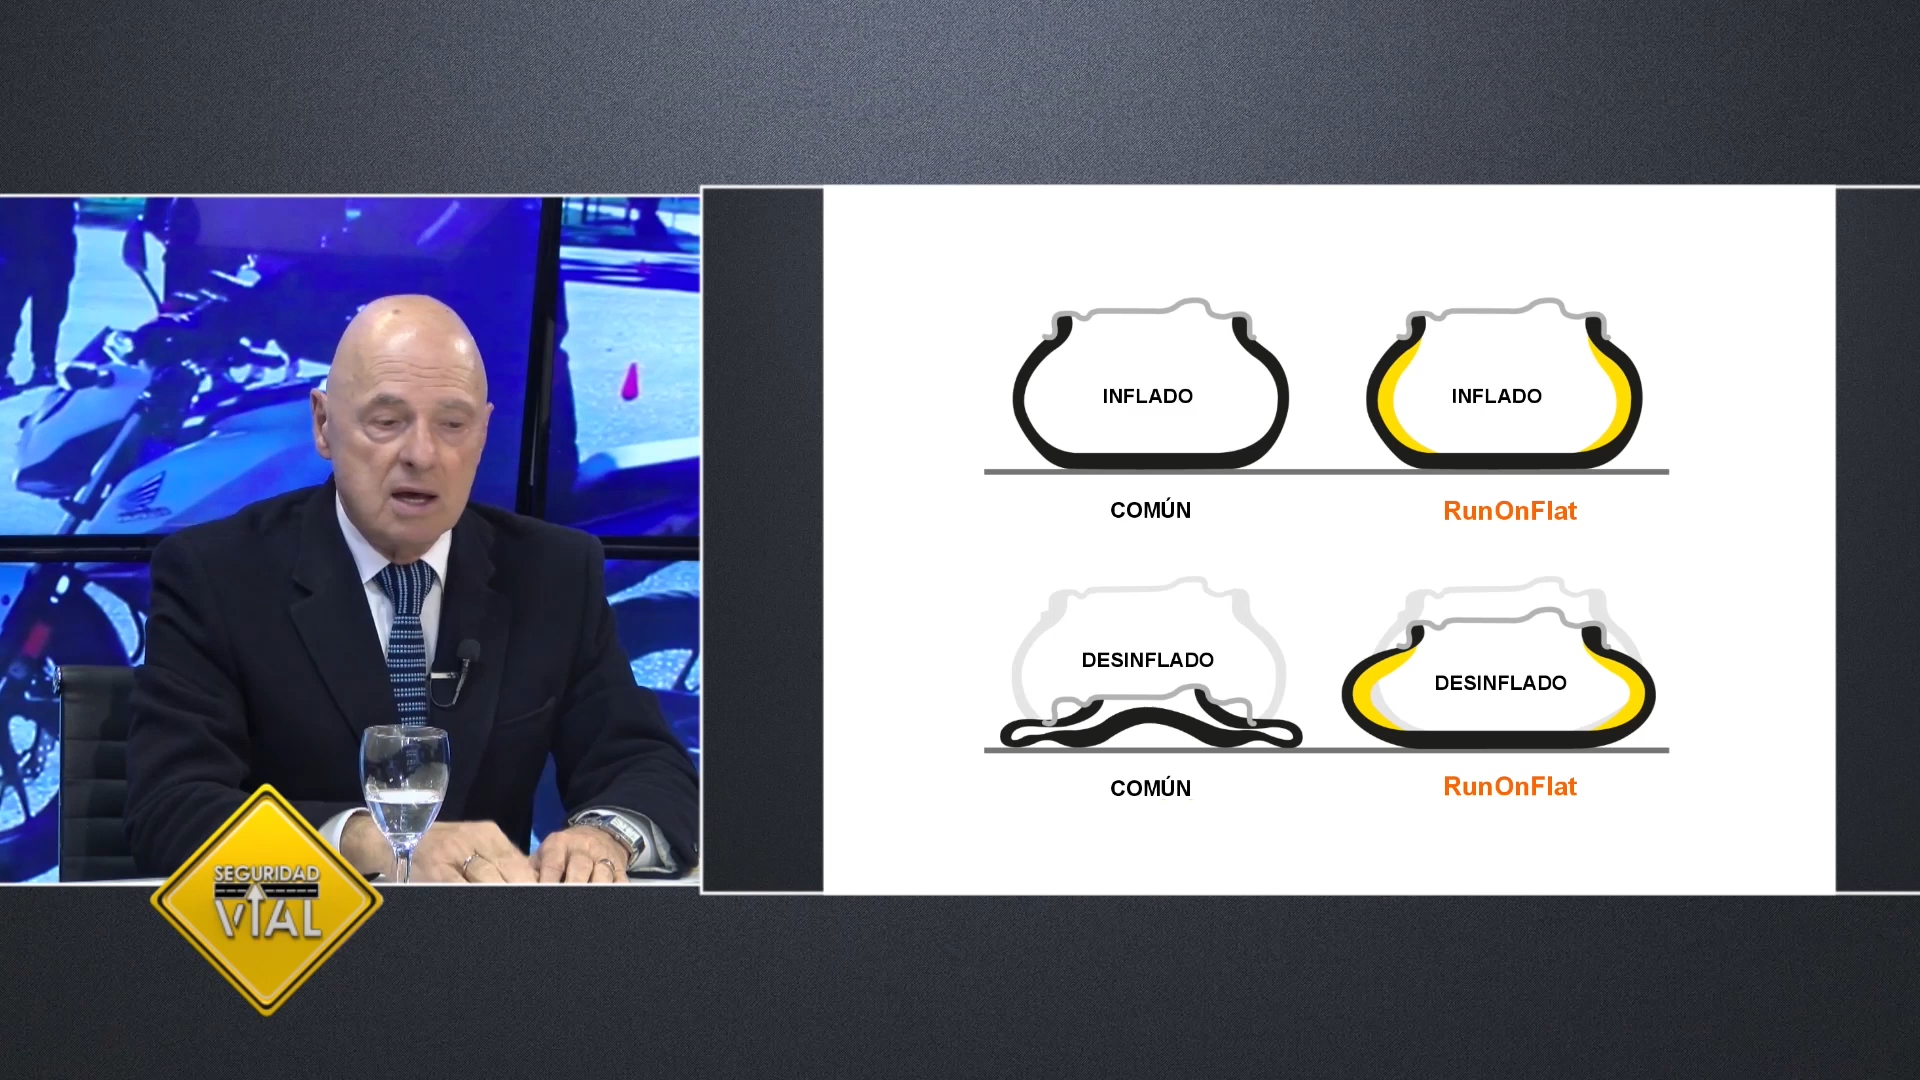 INFLADO
INFLADO
COMÚN
RunOnFlat
DESINFLADO
DESINFLADO
COMÚN
RunOnFlat
SEGURIDAD
VIAL